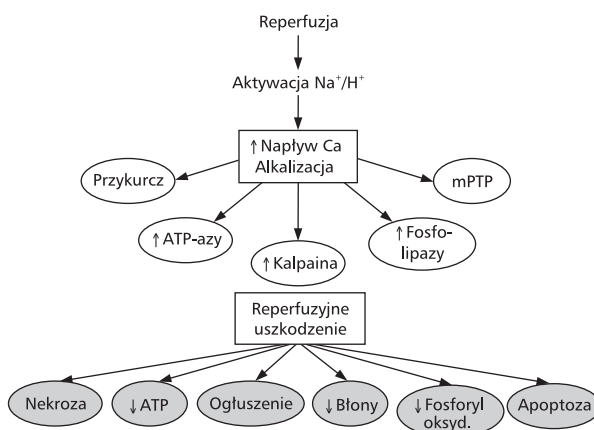 Reperfuzja
Aktywacja Na⁺/H⁺
↑ Napływ Ca
Alkalizacja
Przykurcz
mPTP
↑ ATP-azy
↑ Kalpaina
↑ Fosfo-
lipazy
Reperfuzyjne
uszkodzenie
Nekroza
↓ ATP
Ogłuszenie
↓ Błony
↓ Fosforyl
oksyd.
Apoptoza